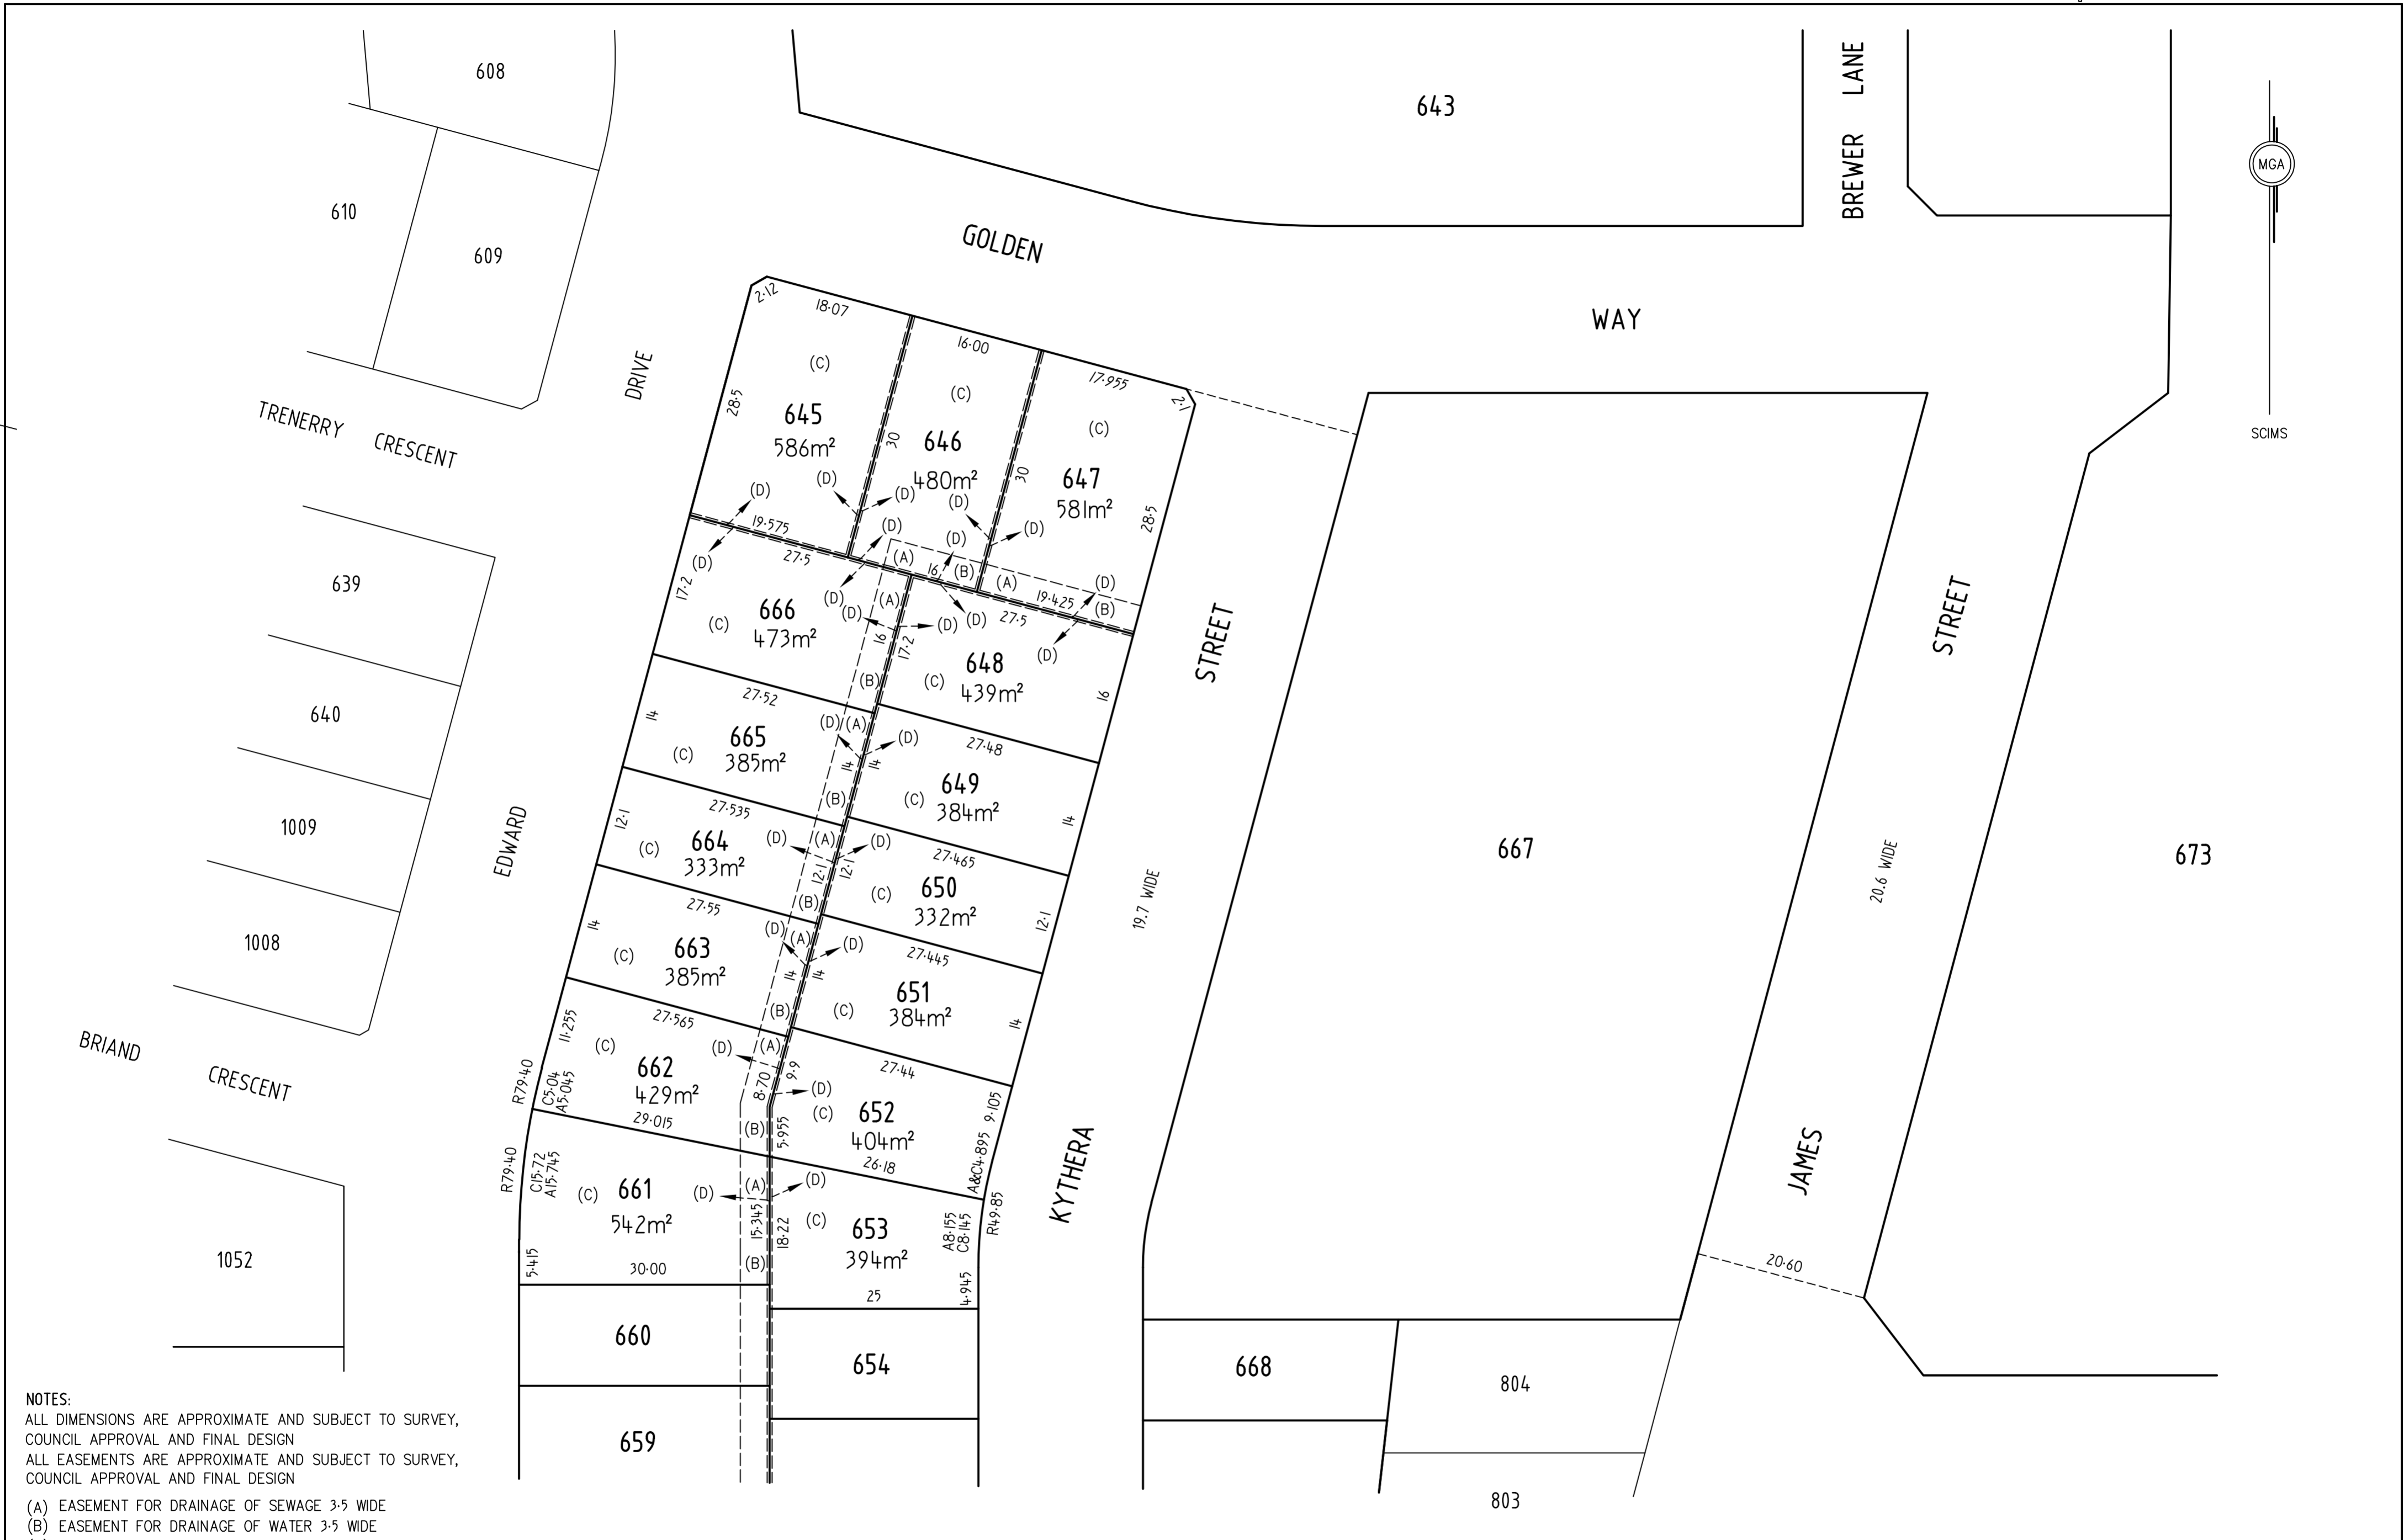 608
643
BREWER LANE
MGA
SCIMS
610
609
GOLDEN
WAY
TRENERRY CRESCENT
DRIVE
2·12
18·07
16·00
17·955
2·1
(C)
(C)
(C)
645
586m²
646
480m²
647
581m²
28·5
30
30
28·5
(D)
(D)
(D)
(D)
(D)
(D)
(D)
(D)
19·575
(A)
16
(B)
(A)
19·425
(B)
27·5
27·5
(D)
(D)
(D)
(D)
(D)
(D)
639
17·2
666
473m²
(C)
(A)
16
17·2
(B)
648
439m²
(C)
16
STREET
STREET
640
27·52
14
665
385m²
(C)
(D)
(A)
(D)
14
14
(B)
27·48
649
384m²
(C)
14
1009
EDWARD
27·535
12·1
664
333m²
(C)
(D)
(A)
(D)
12·1
12·1
(B)
27·465
650
332m²
(C)
12·1
19.7 WIDE
667
20.6 WIDE
673
1008
27·55
14
663
385m²
(C)
(D)
(A)
(D)
14
14
(B)
27·445
651
384m²
(C)
14
BRIAND CRESCENT
27·565
11·255
R79·40
C5·04
A5·045
662
429m²
(C)
(D)
(A)
8·70
9·9
(D)
(B)
5·955
29·015
27·44
652
404m²
(C)
9·105
A&C4·895
26·18
KYTHERA
JAMES
R79·40
C15·72
A15·745
661
542m²
(C)
(D)
(A)
(D)
15·345
18·22
(B)
5·415
30·00
653
394m²
(C)
A8·155
C8·145
R49·85
4·945
25
20·60
1052
660
654
668
804
659
803
NOTES:
ALL DIMENSIONS ARE APPROXIMATE AND SUBJECT TO SURVEY,
COUNCIL APPROVAL AND FINAL DESIGN
ALL EASEMENTS ARE APPROXIMATE AND SUBJECT TO SURVEY,
COUNCIL APPROVAL AND FINAL DESIGN
(A) EASEMENT FOR DRAINAGE OF SEWAGE 3·5 WIDE
(B) EASEMENT FOR DRAINAGE OF WATER 3·5 WIDE